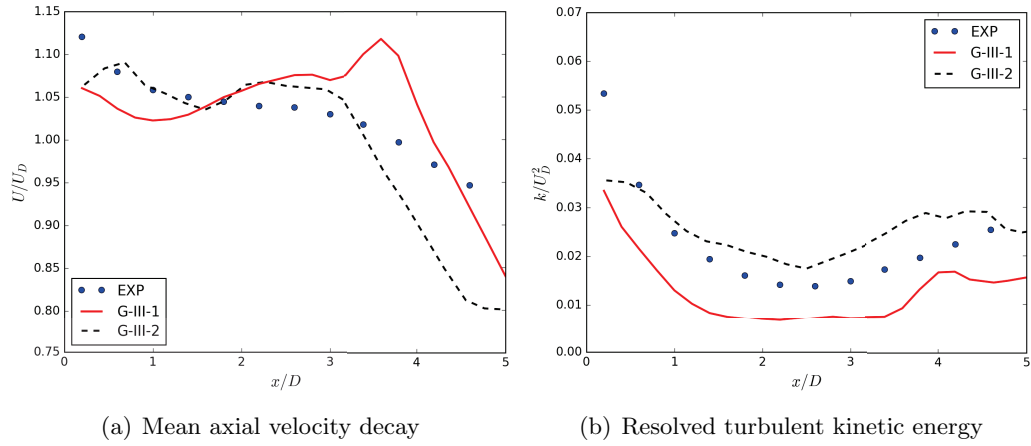 1.15
1.10
1.05
1.00
0.95
0.90
0.85
0.80
0.75
U/U_D
0 1 2 3 4 5
x/D
EXP
G-III-1
G-III-2
(a) Mean axial velocity decay
0.07
0.06
0.05
0.04
0.03
0.02
0.01
0.00
k/U_D^2
0 1 2 3 4 5
x/D
EXP
G-III-1
G-III-2
(b) Resolved turbulent kinetic energy